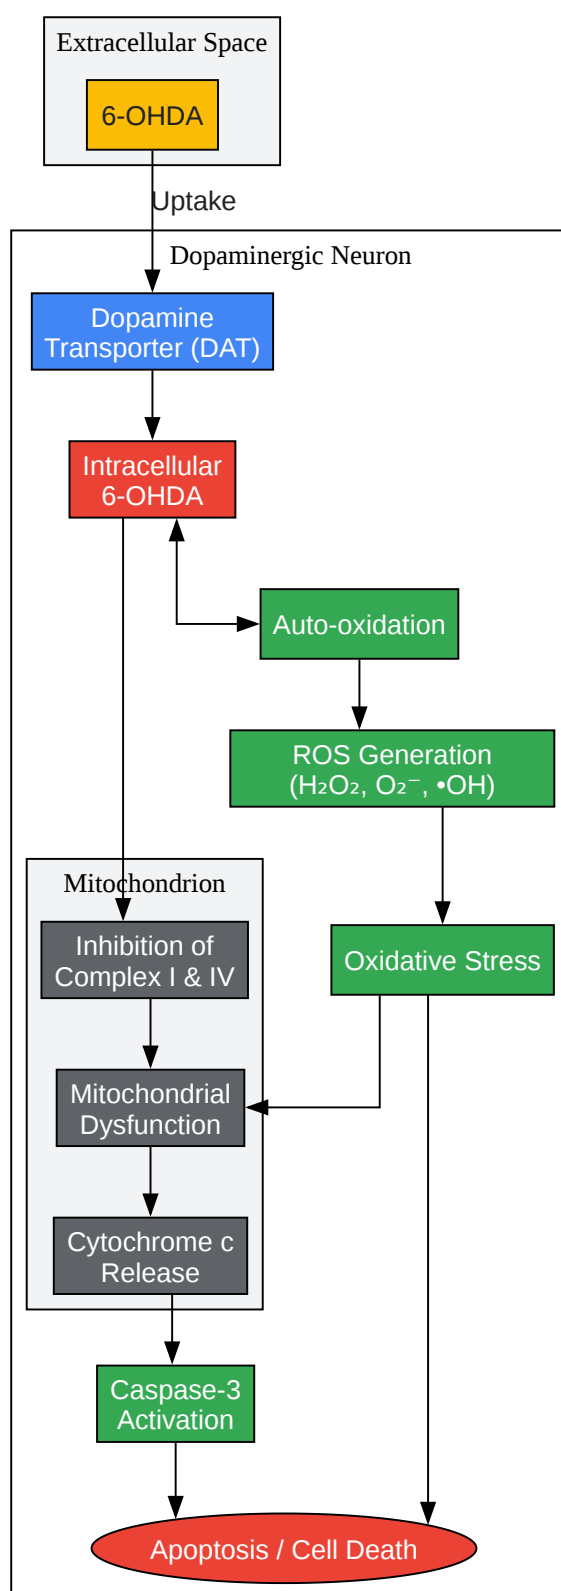 Extracellular Space
6-OHDA
Uptake
Dopaminergic Neuron
Dopamine
Transporter (DAT)
Intracellular
6-OHDA
Auto-oxidation
ROS Generation
(H₂O₂, O₂⁻, •OH)
Mitochondrion
Inhibition of
Complex I & IV
Oxidative Stress
Mitochondrial
Dysfunction
Cytochrome c
Release
Caspase-3
Activation
Apoptosis / Cell Death